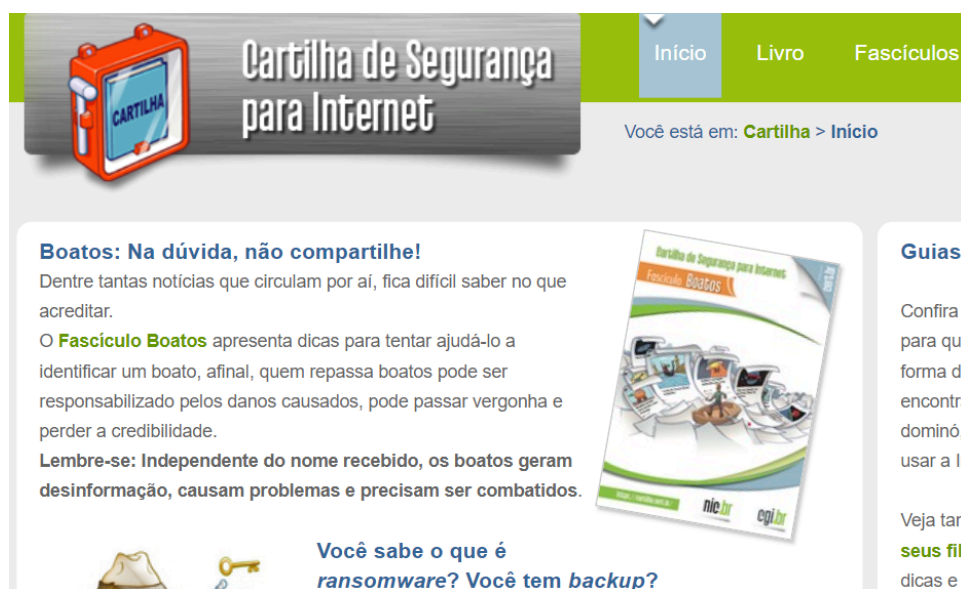 CARTILHA
Cartilha de Segurança
para Internet
Início Livro Fascículos
Você está em: Cartilha > Início
Boatos: Na dúvida, não compartilhe!
Dentre tantas notícias que circulam por aí, fica difícil saber no que
acreditar.
O Fascículo Boatos apresenta dicas para tentar ajudá-lo a
identificar um boato, afinal, quem repassa boatos pode ser
responsabilizado pelos danos causados, pode passar vergonha e
perder a credibilidade.
Lembre-se: Independente do nome recebido, os boatos geram
desinformação, causam problemas e precisam ser combatidos.
Cartilha de Segurança para Internet
Fascículo Boatos
cert.br
nic.br cgi.br
Você sabe o que é
ransomware? Você tem backup?
Guias
Confira
para qu
forma d
encontr
dominó
usar a I
Veja tar
seus fil
dicas e